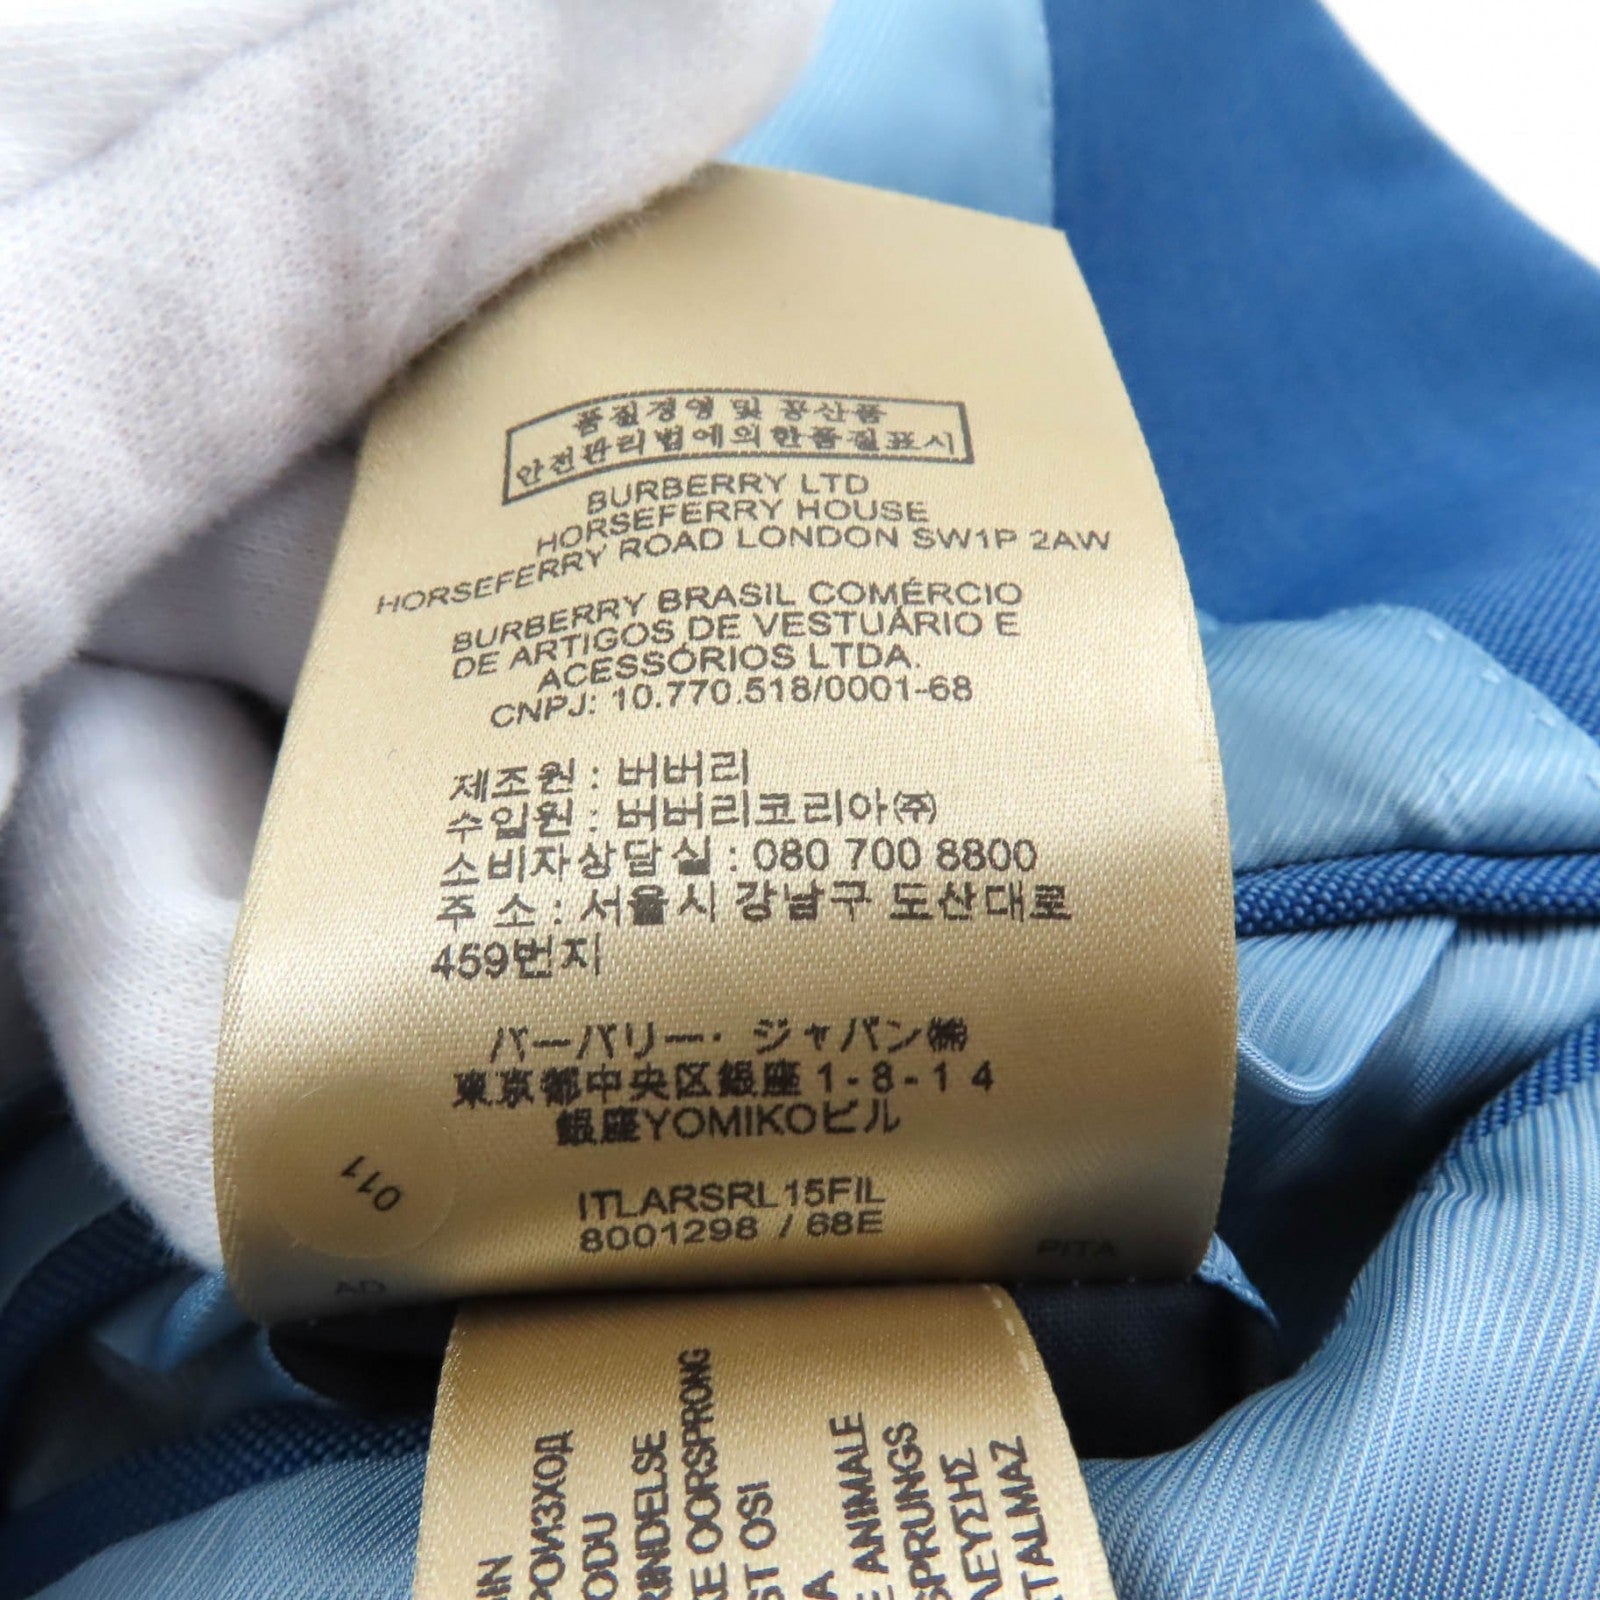 품질경영 및 공산품
안전관리법에의한품질표시
BURBERRY LTD
HORSEFERRY HOUSE
HORSEFERRY ROAD LONDON SW1P 2AW
BURBERRY BRASIL COMÉRCIO
DE ARTIGOS DE VESTUÁRIO E
ACESSÓRIOS LTDA.
CNPJ: 10.770.518/0001-68
제조원 : 버버리
수입원 : 버버리코리아㈜
소비자상담실 : 080 700 8800
주 소 : 서울시 강남구 도산대로
459번지
バーバリー・ジャパン㈱
東京都中央区銀座1-8-14
銀座YOMIKOビル
011
ITLARSRL15FIL
8001298 / 68E
AD
PITA
ORSPRONG
OSI
ANIMALE